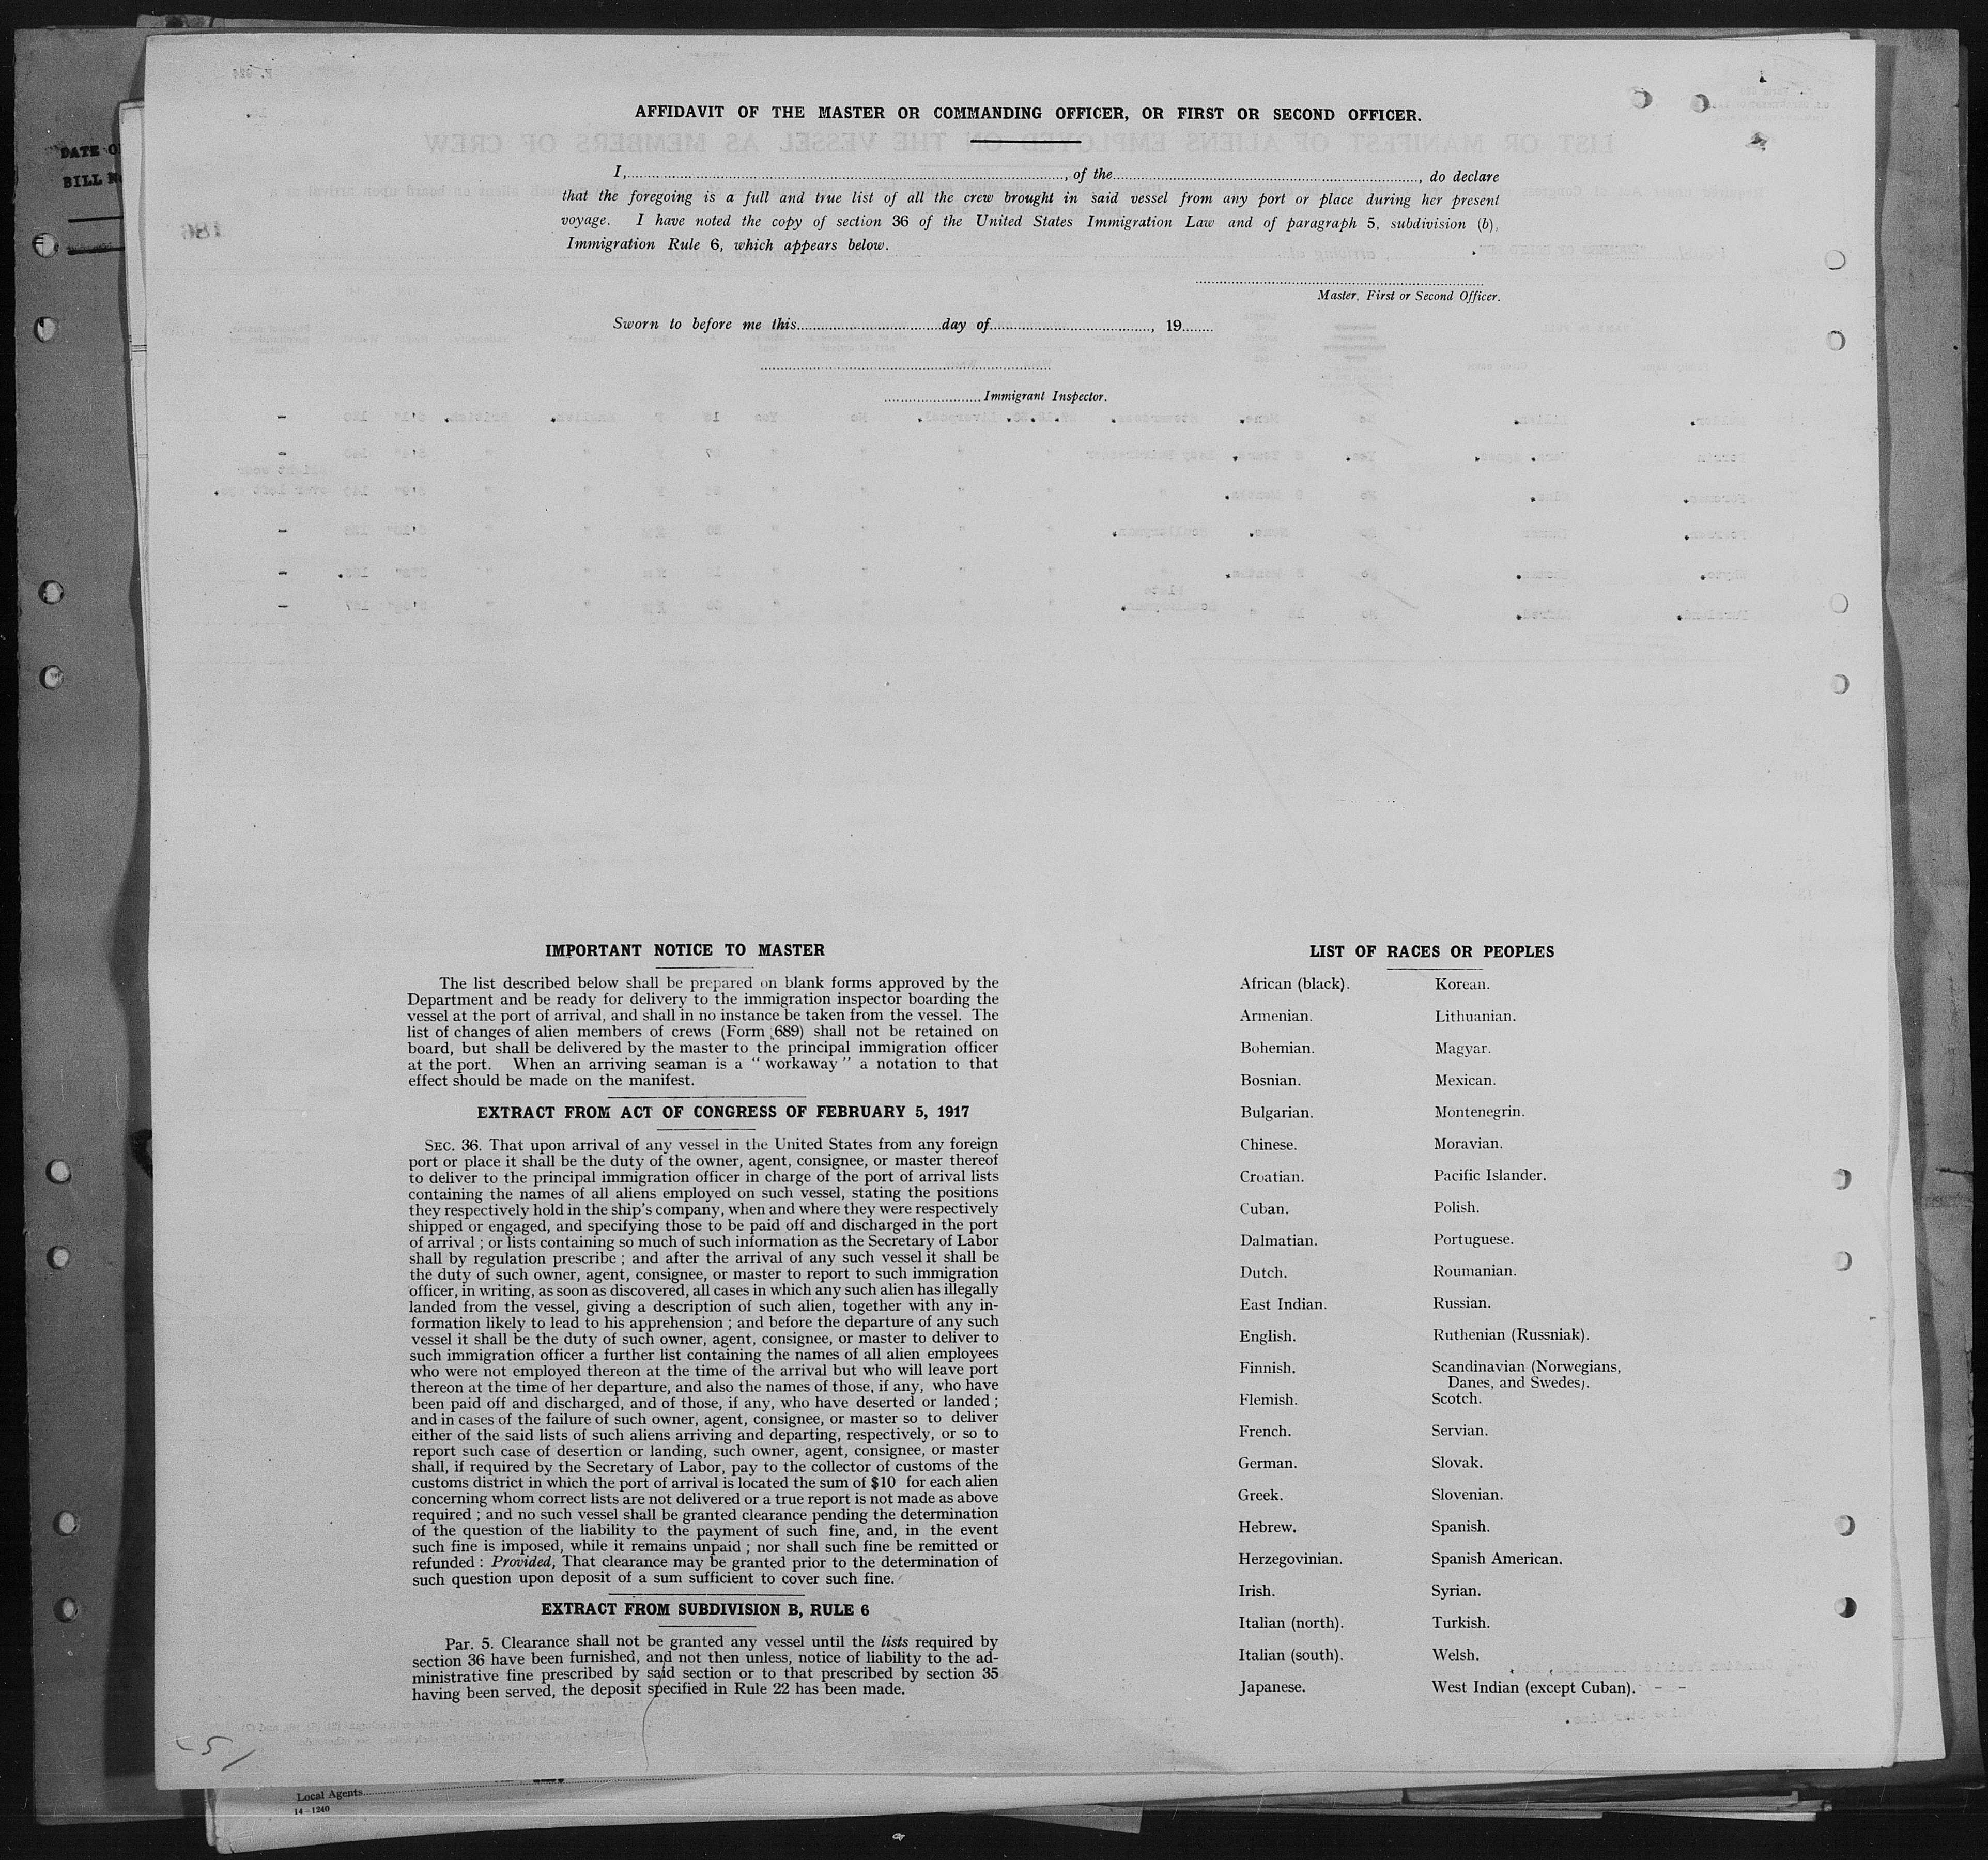 AFFIDAVIT OF THE MASTER OR COMMANDING OFFICER, OR FIRST OR SECOND OFFICER.
I,........................, of the........................, do declare
that the foregoing is a full and true list of all the crew brought in said vessel from any port or place during her present
voyage. I have noted the copy of section 36 of the United States Immigration Law and of paragraph 5, subdivision (b),
Immigration Rule 6, which appears below.
Master, First or Second Officer.
Sworn to before me this................day of................, 19........
........................Immigrant Inspector.
DATE O
BILL
LIST OR MANIFEST OF ALIENS EMPLOYED ON THE VESSEL AS MEMBERS OF CREW
186
IMPORTANT NOTICE TO MASTER
The list described below shall be prepared on blank forms approved by the
Department and be ready for delivery to the immigration inspector boarding the
vessel at the port of arrival, and shall in no instance be taken from the vessel. The
list of changes of alien members of crews (Form 689) shall not be retained on
board, but shall be delivered by the master to the principal immigration officer
at the port. When an arriving seaman is a “ workaway ” a notation to that
effect should be made on the manifest.
EXTRACT FROM ACT OF CONGRESS OF FEBRUARY 5, 1917
SEC. 36. That upon arrival of any vessel in the United States from any foreign
port or place it shall be the duty of the owner, agent, consignee, or master thereof
to deliver to the principal immigration officer in charge of the port of arrival lists
containing the names of all aliens employed on such vessel, stating the positions
they respectively hold in the ship's company, when and where they were respectively
shipped or engaged, and specifying those to be paid off and discharged in the port
of arrival ; or lists containing so much of such information as the Secretary of Labor
shall by regulation prescribe ; and after the arrival of any such vessel it shall be
the duty of such owner, agent, consignee, or master to report to such immigration
officer, in writing, as soon as discovered, all cases in which any such alien has illegally
landed from the vessel, giving a description of such alien, together with any in-
formation likely to lead to his apprehension ; and before the departure of any such
vessel it shall be the duty of such owner, agent, consignee, or master to deliver to
such immigration officer a further list containing the names of all alien employees
who were not employed thereon at the time of the arrival but who will leave port
thereon at the time of her departure, and also the names of those, if any, who have
been paid off and discharged, and of those, if any, who have deserted or landed ;
and in cases of the failure of such owner, agent, consignee, or master so to deliver
either of the said lists of such aliens arriving and departing, respectively, or so to
report such case of desertion or landing, such owner, agent, consignee, or master
shall, if required by the Secretary of Labor, pay to the collector of customs of the
customs district in which the port of arrival is located the sum of $10 for each alien
concerning whom correct lists are not delivered or a true report is not made as above
required ; and no such vessel shall be granted clearance pending the determination
of the question of the liability to the payment of such fine, and, in the event
such fine is imposed, while it remains unpaid ; nor shall such fine be remitted or
refunded : Provided, That clearance may be granted prior to the determination of
such question upon deposit of a sum sufficient to cover such fine.
EXTRACT FROM SUBDIVISION B, RULE 6
Par. 5. Clearance shall not be granted any vessel until the lists required by
section 36 have been furnished, and not then unless, notice of liability to the ad-
ministrative fine prescribed by said section or to that prescribed by section 35
having been served, the deposit specified in Rule 22 has been made.
LIST OF RACES OR PEOPLES
African (black).
Armenian.
Bohemian.
Bosnian.
Bulgarian.
Chinese.
Croatian.
Cuban.
Dalmatian.
Dutch.
East Indian.
English.
Finnish.
Flemish.
French.
German.
Greek.
Hebrew.
Herzegovinian.
Irish.
Italian (north).
Italian (south).
Japanese.
Korean.
Lithuanian.
Magyar.
Mexican.
Montenegrin.
Moravian.
Pacific Islander.
Polish.
Portuguese.
Roumanian.
Russian.
Ruthenian (Russniak).
Scandinavian (Norwegians,
Danes, and Swedes).
Scotch.
Servian.
Slovak.
Slovenian.
Spanish.
Spanish American.
Syrian.
Turkish.
Welsh.
West Indian (except Cuban).
Local Agents
14—1240